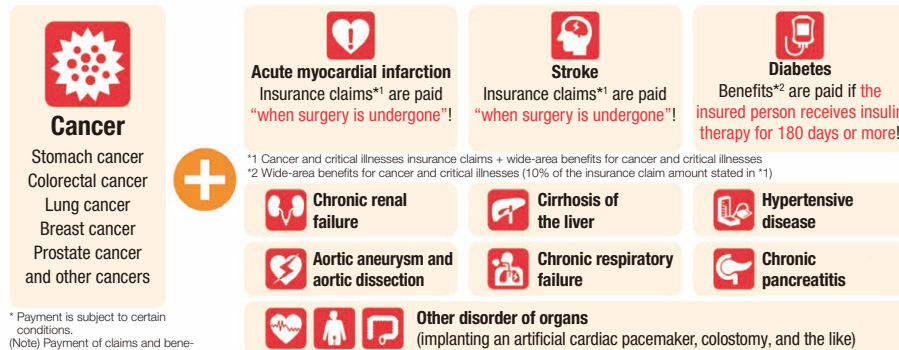 Cancer
Stomach cancer
Colorectal cancer
Lung cancer
Breast cancer
Prostate cancer
and other cancers
* Payment is subject to certain
conditions.
(Note) Payment of claims and bene-
Acute myocardial infarction
Insurance claims*1 are paid
“when surgery is undergone”!
Stroke
Insurance claims*1 are paid
“when surgery is undergone”!
Diabetes
Benefits*2 are paid if the
insured person receives insulin
therapy for 180 days or more!
*1 Cancer and critical illnesses insurance claims + wide-area benefits for cancer and critical illnesses
*2 Wide-area benefits for cancer and critical illnesses (10% of the insurance claim amount stated in *1)
Chronic renal
failure
Cirrhosis of
the liver
Hypertensive
disease
Aortic aneurysm and
aortic dissection
Chronic respiratory
failure
Chronic
pancreatitis
Other disorder of organs
(implanting an artificial cardiac pacemaker, colostomy, and the like)